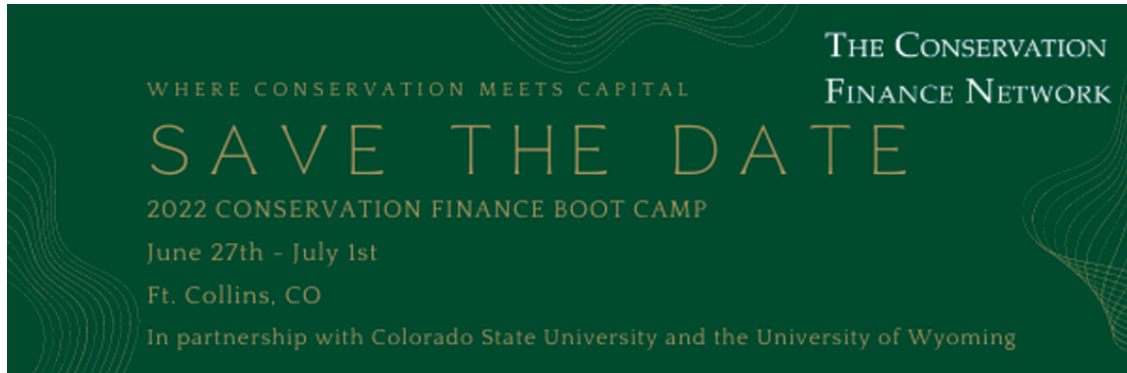 THE CONSERVATION
FINANCE NETWORK
WHERE CONSERVATION MEETS CAPITAL
SAVE THE DATE
2022 CONSERVATION FINANCE BOOT CAMP
June 27th - July 1st
Ft. Collins, CO
In partnership with Colorado State University and the University of Wyoming